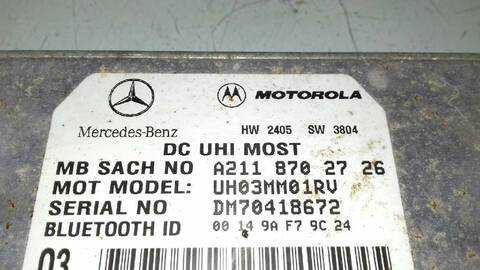 MOTOROLA
Mercedes-Benz HW 2405 SW 3804
DC UHI MOST
MB SACH NO A211 870 27 26
MOT MODEL: UH03MM01RV
SERIAL NO DM70418672
BLUETOOTH ID 00 14 9A F7 9C 24
03